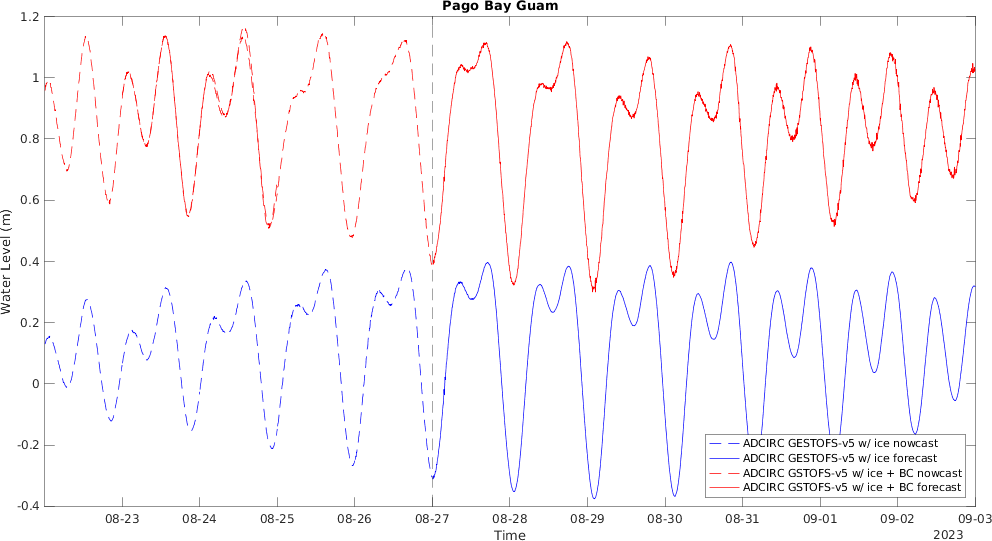 Pago Bay Guam
Water Level (m)
1.2
1
0.8
0.6
0.4
0.2
0
-0.2
-0.4
ADCIRC GESTOFS-v5 w/ ice nowcast
ADCIRC GESTOFS-v5 w/ ice forecast
ADCIRC GSTOFS-v5 w/ ice + BC nowcast
ADCIRC GSTOFS-v5 w/ ice + BC forecast
08-23 08-24 08-25 08-26 08-27 08-28 08-29 08-30 08-31 09-01 09-02 09-03
Time
2023